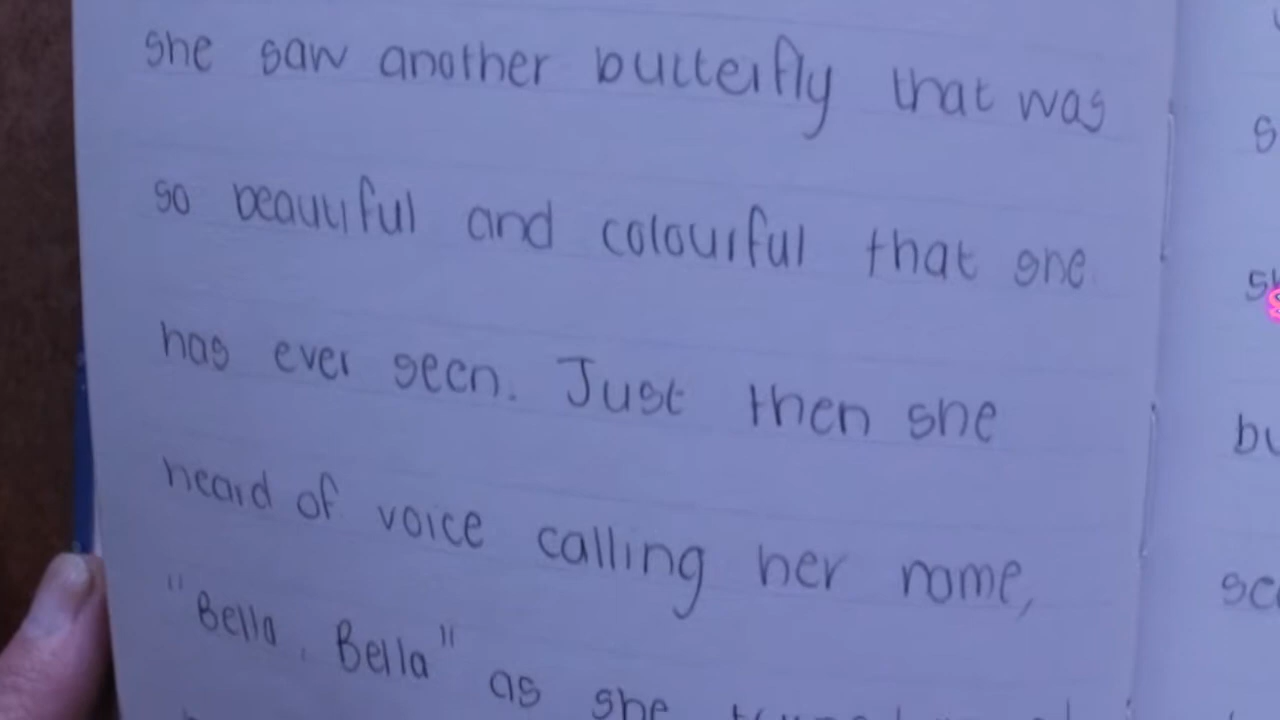 she saw another butterfly that was
so beautiful and colourful that she
has ever seen. Just then she
heard of voice calling her name,
"Bella, Bella" as she